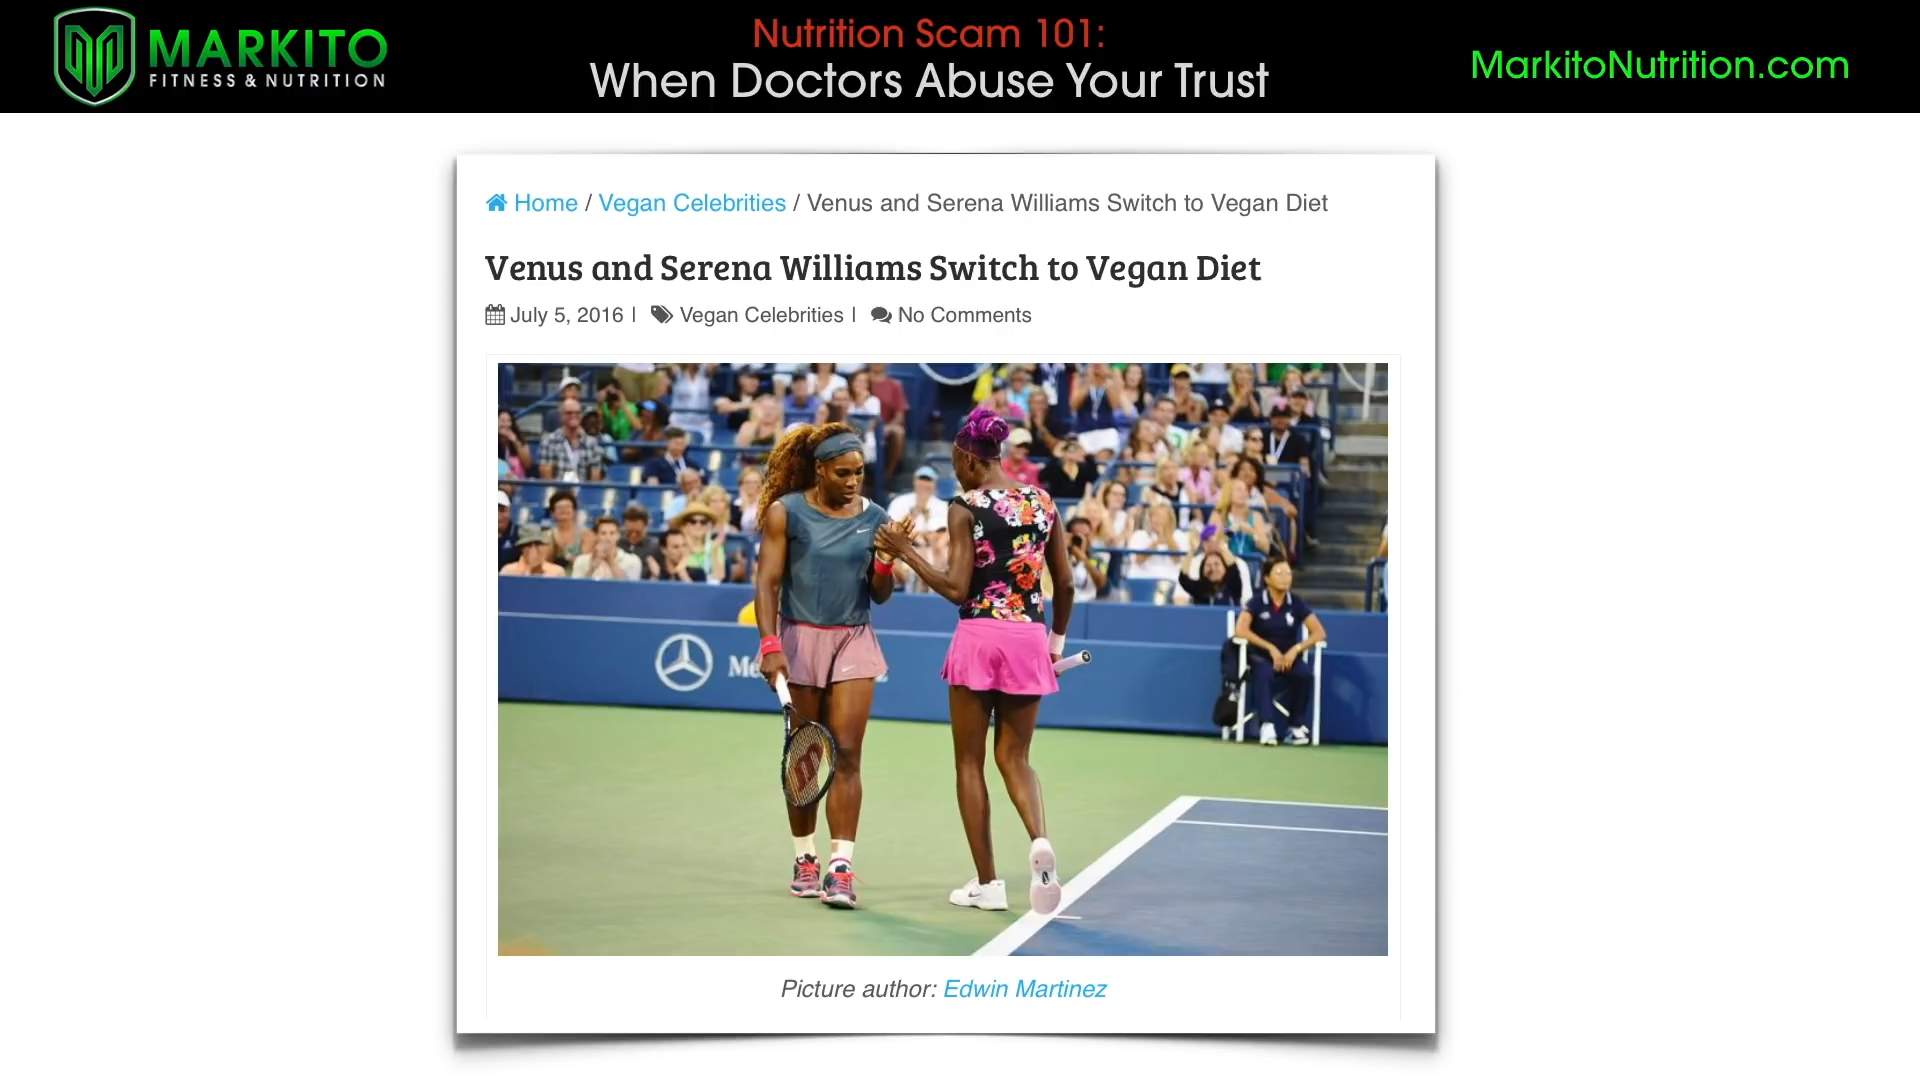 MARKITO
FITNESS & NUTRITION
Nutrition Scam 101:
When Doctors Abuse Your Trust
MarkitoNutrition.com
Home / Vegan Celebrities / Venus and Serena Williams Switch to Vegan Diet
Venus and Serena Williams Switch to Vegan Diet
July 5, 2016 | Vegan Celebrities | No Comments
Me
Picture author: Edwin Martinez